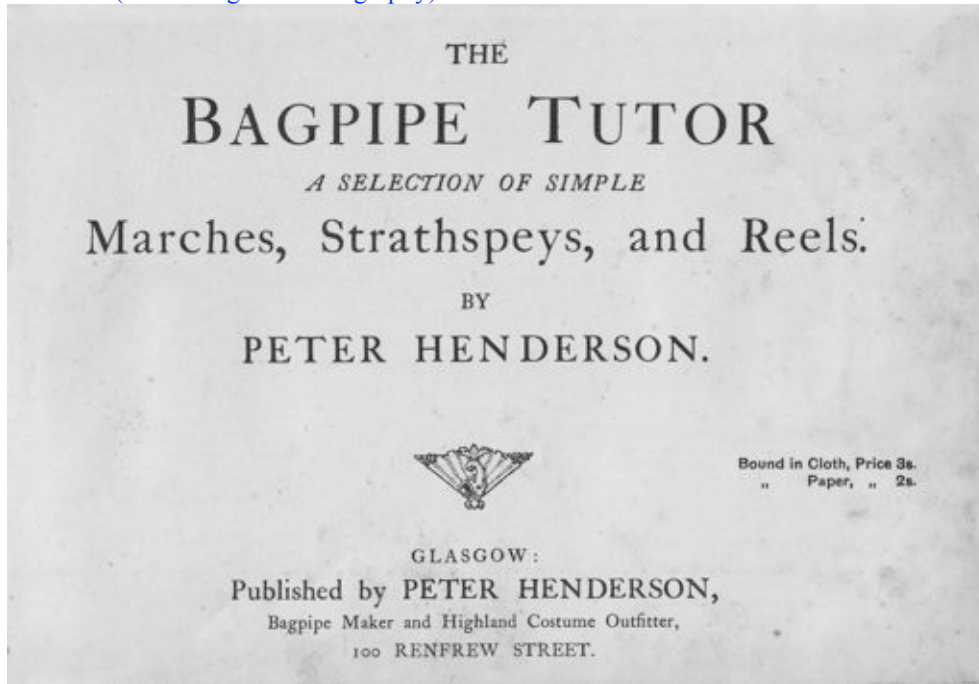 THE
BAGPIPE TUTOR
A SELECTION OF SIMPLE
Marches, Strathspeys, and Reels.
BY
PETER HENDERSON.
Bound in Cloth, Price 3s.
„ Paper, „ 2s.
GLASGOW:
Published by PETER HENDERSON,
Bagpipe Maker and Highland Costume Outfitter,
100 RENFREW STREET.